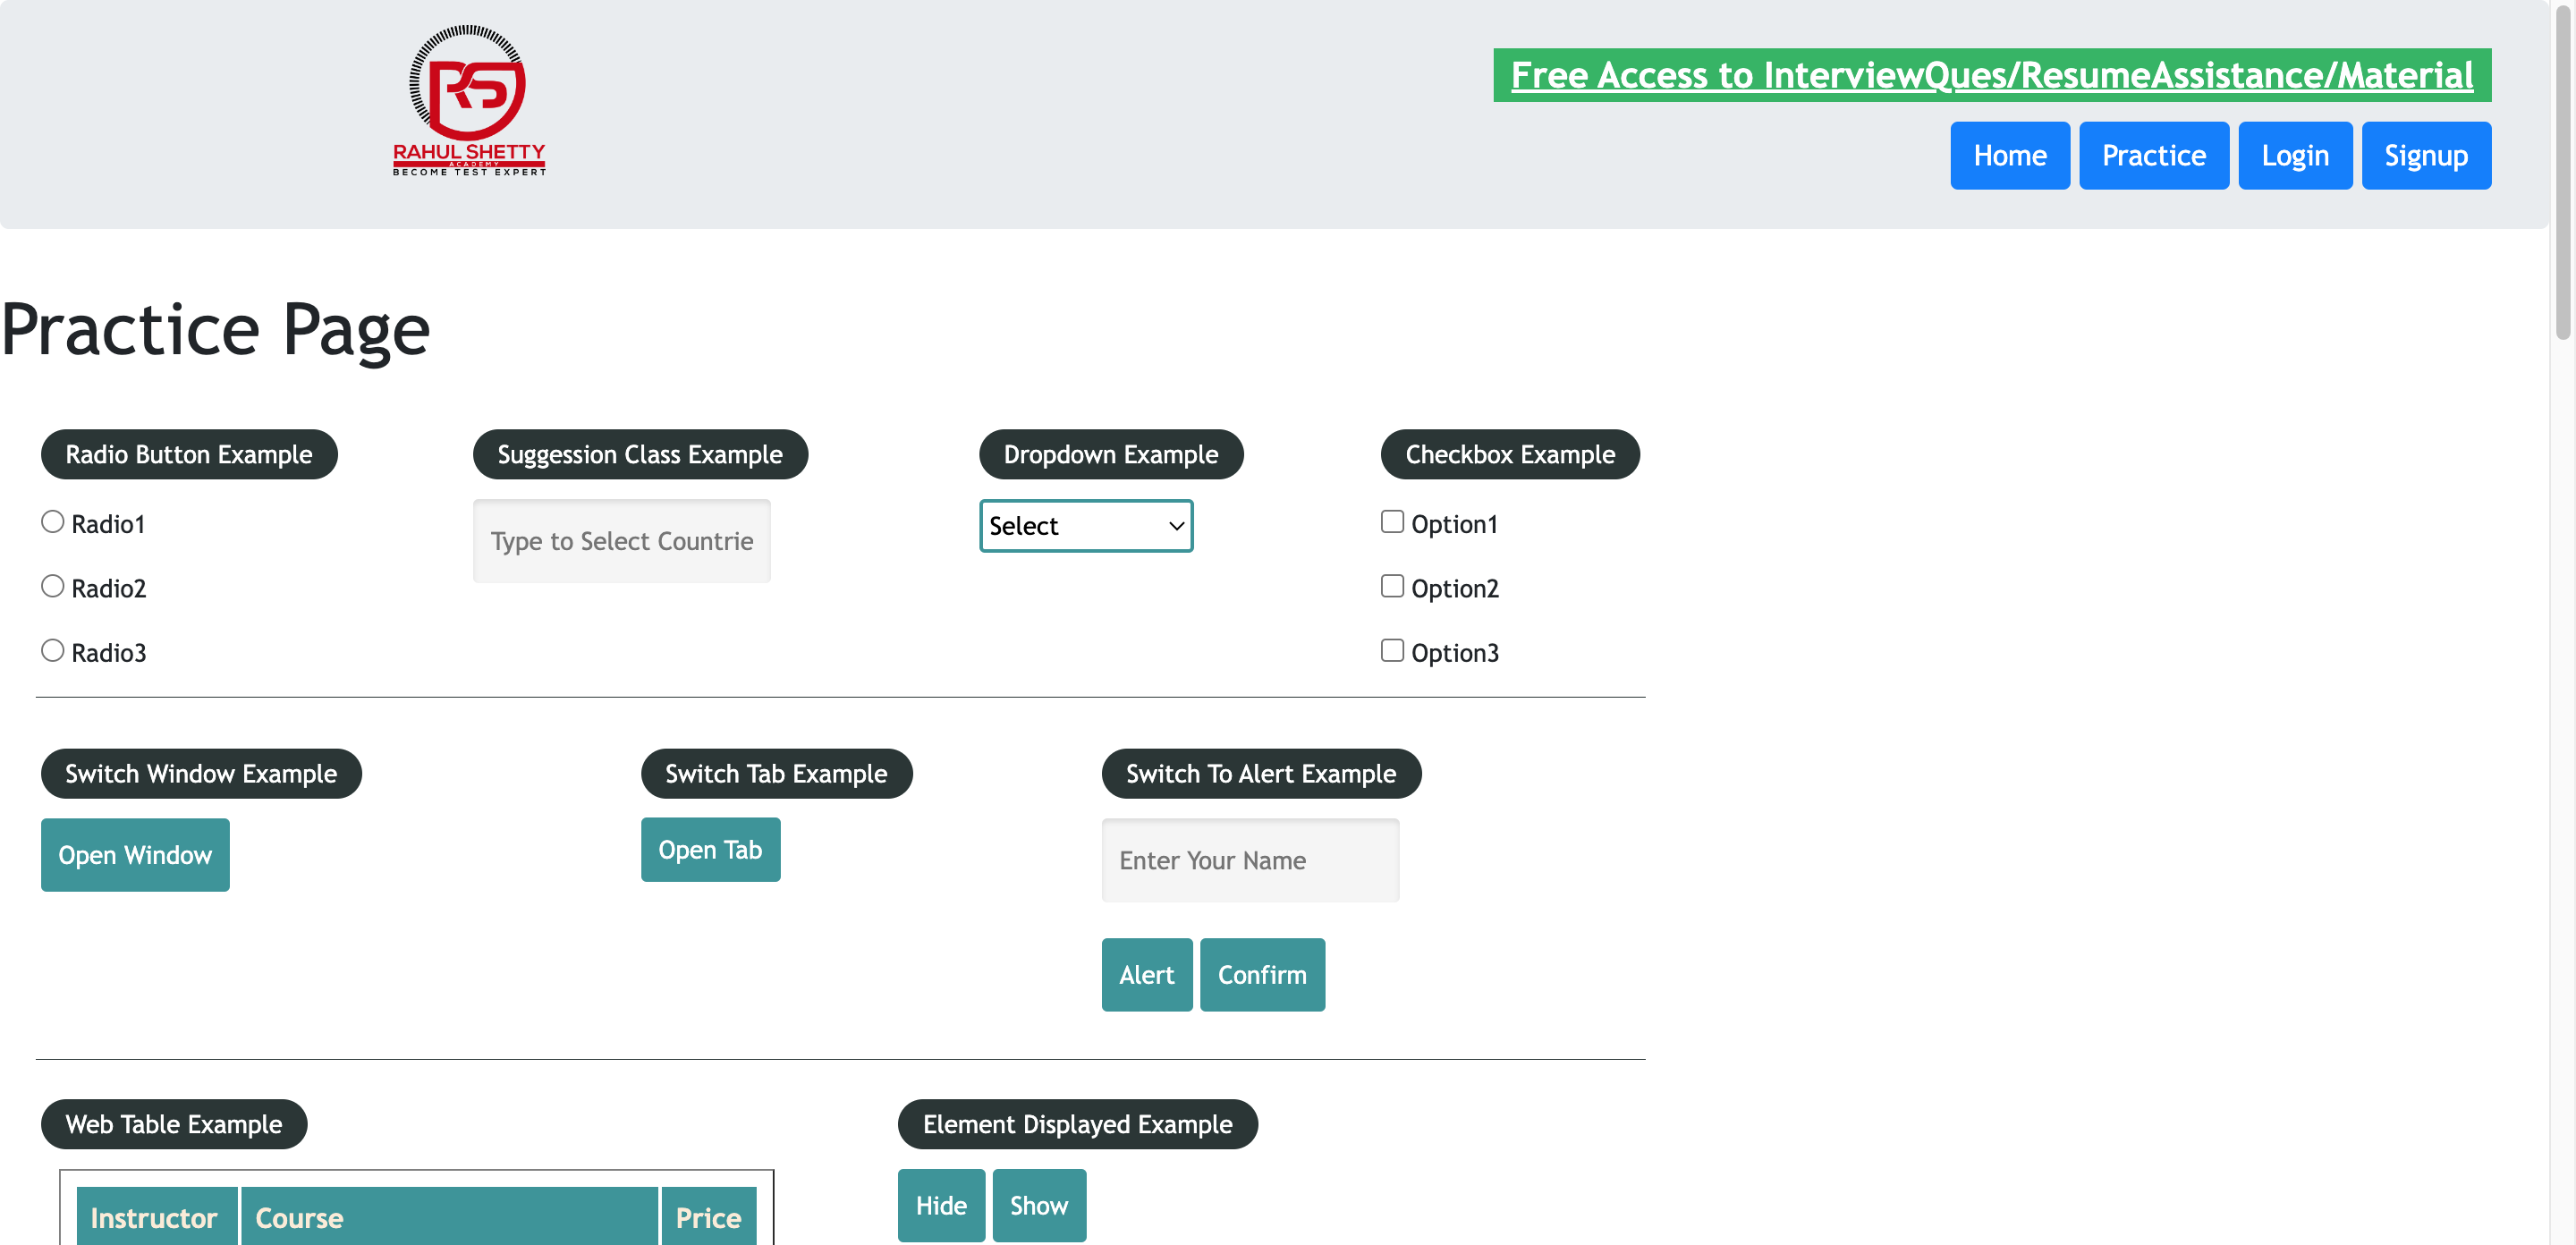 RS
RAHUL SHETTY
ACADEMY
BECOME TEST EXPERT
Free Access to InterviewQues/ResumeAssistance/Material
Home Practice Login Signup
Practice Page
Radio Button Example Suggession Class Example Dropdown Example Checkbox Example
Radio1 Type to Select Countrie Select Option1
Radio2 Option2
Radio3 Option3
Switch Window Example Switch Tab Example Switch To Alert Example
Open Window Open Tab Enter Your Name
Alert Confirm
Web Table Example Element Displayed Example
Instructor Course Price Hide Show